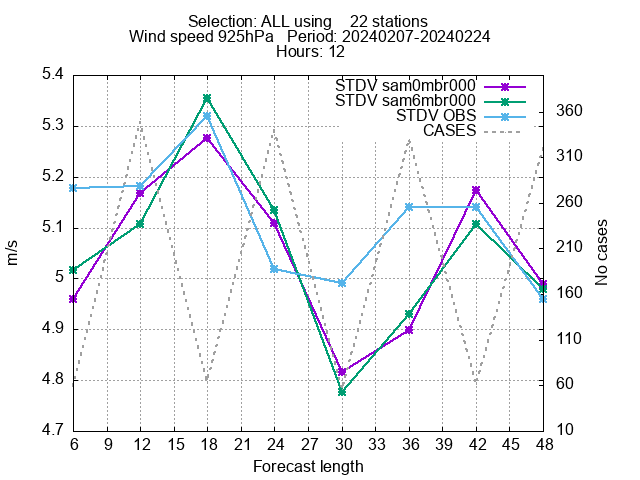 Selection: ALL using    22 stations
Wind speed 925hPa   Period: 20240207-20240224
Hours: 12
STDV sam0mbr000
STDV sam6mbr000
STDV OBS
CASES
5.4
5.3
5.2
5.1
5
4.9
4.8
4.7
m/s
360
310
260
210
160
110
60
10
No cases
6 9 12 15 18 21 24 27 30 33 36 39 42 45 48
Forecast length